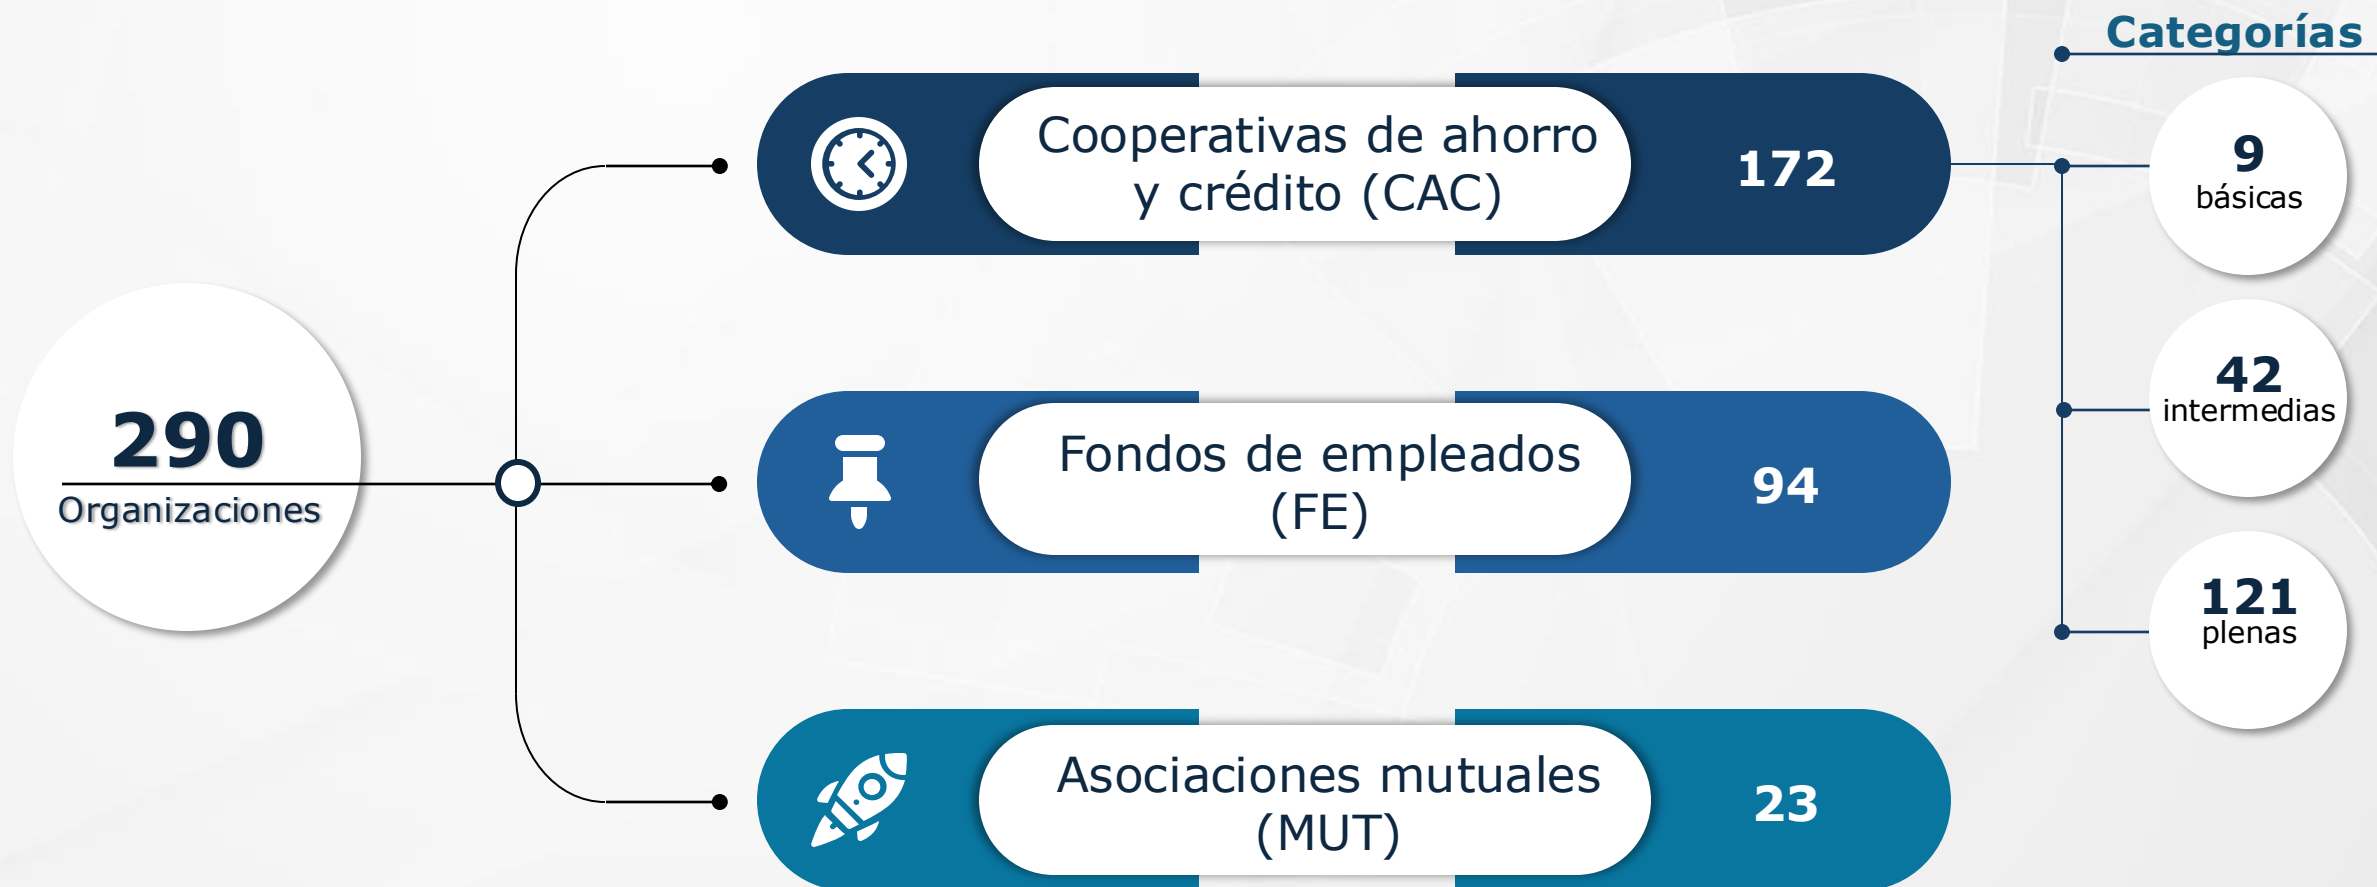 290
Organizaciones
Cooperativas de ahorro
y crédito (CAC)
172
Fondos de empleados
(FE)
94
Asociaciones mutuales
(MUT)
23
Categorías
9
básicas
42
intermedias
121
plenas